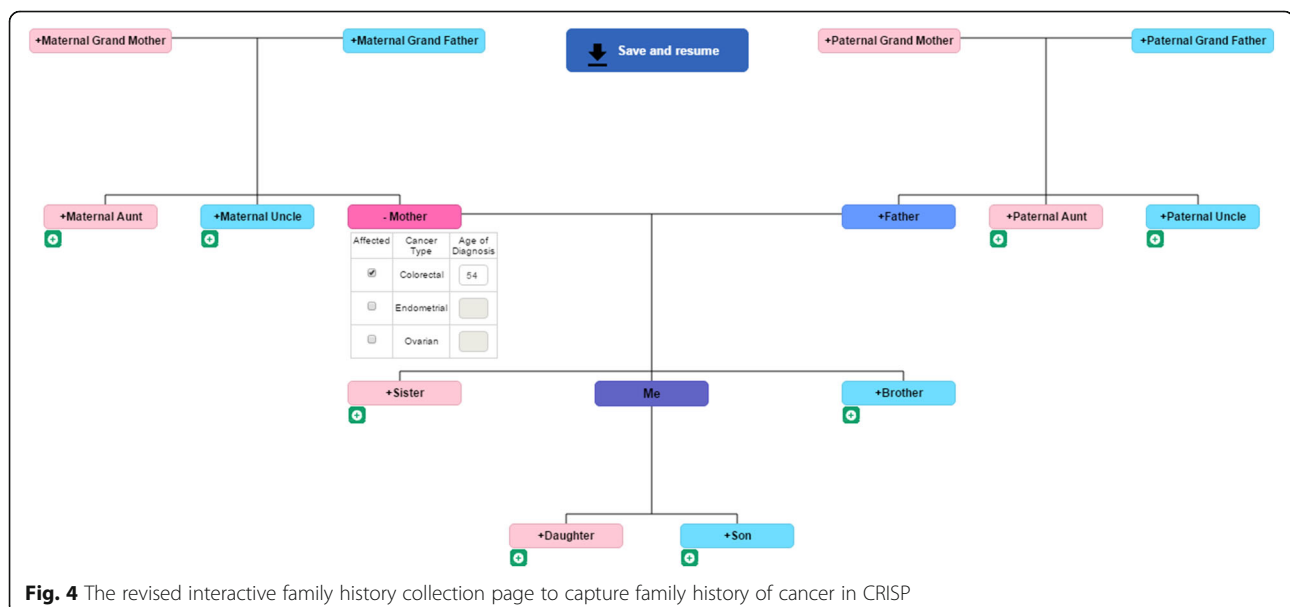 +Maternal Grand Mother
+Maternal Grand Father
Save and resume
+Paternal Grand Mother
+Paternal Grand Father
+Maternal Aunt
+Maternal Uncle
- Mother
+Father
+Paternal Aunt
+Paternal Uncle
Affected Cancer Type Age of Diagnosis
Colorectal 54
Endometrial
Ovarian
+Sister
Me
+Brother
+Daughter
+Son
Fig. 4 The revised interactive family history collection page to capture family history of cancer in CRISP